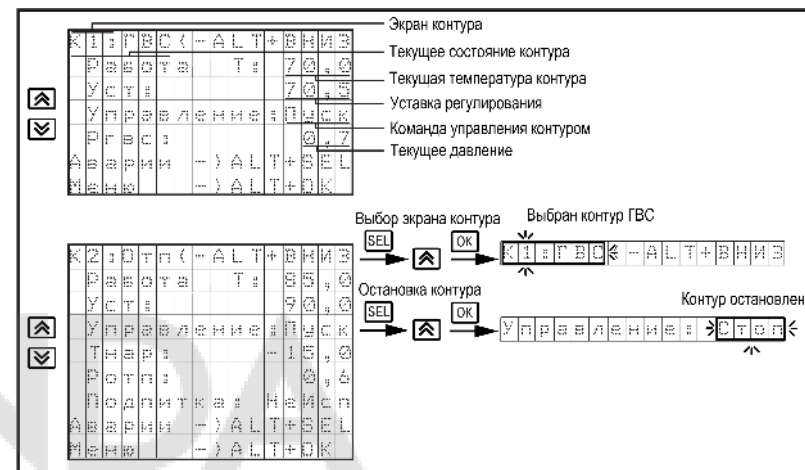 Экран контура
К1:ГВС(-ALT+ВНИЗ
Текущее состояние контура
Работа Т: 70,0
Текущая температура контура
Уст: 70,5
Уставка регулирования
Управление:Пуск
Команда управления контуром
Ргвс: 0,7
Текущее давление
Аварии -)ALT+SEL
Меню -)ALT+OK
Выбор экрана контура
Выбран контур ГВС
SEL OK
К1:ГВС(-ALT+ВНИЗ
К2:Отп(-ALT+ВНИЗ
Работа Т: 85,0
Уст: 90,0
Остановка контура
Контур остановлен
SEL OK
Управление:Пуск
Управление:Стоп
Тнар: -15,0
Ротп: 0,6
Подпитка: НеИсп
Аварии -)ALT+SEL
Меню -)ALT+OK